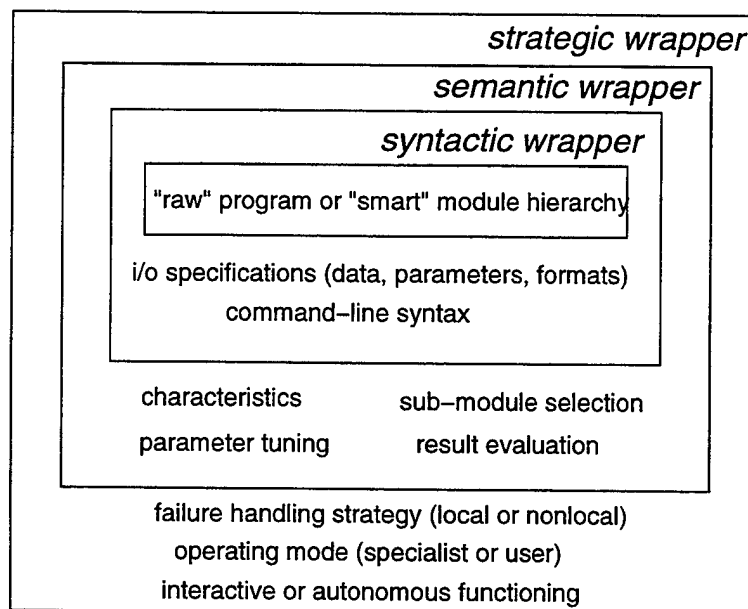 strategic wrapper
semantic wrapper
syntactic wrapper
"raw" program or "smart" module hierarchy
i/o specifications (data, parameters, formats)
command–line syntax
characteristics
sub–module selection
parameter tuning
result evaluation
failure handling strategy (local or nonlocal)
operating mode (specialist or user)
interactive or autonomous functioning